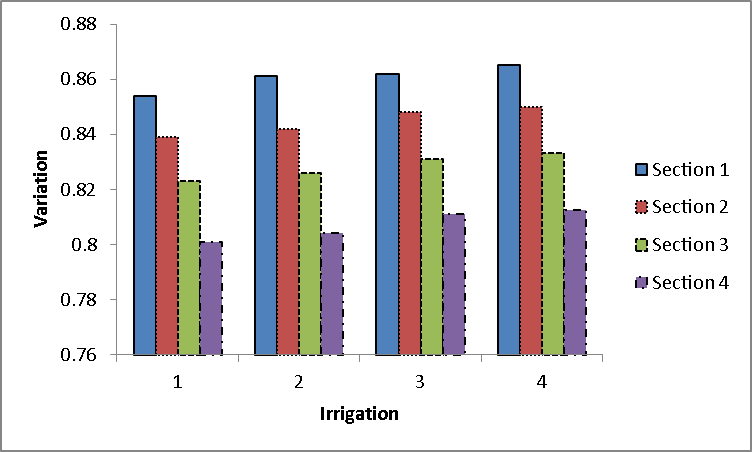 0.88
0.86
0.84
0.82
0.8
0.78
0.76
Variation
1 2 3 4
Irrigation
Section 1
Section 2
Section 3
Section 4